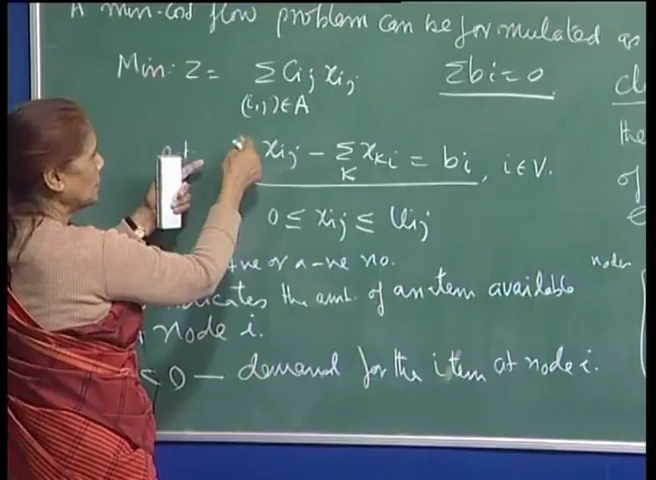 A min-cost flow problem can be formulated as
Min: Z = Σ Cij xij Σbi = 0
(i,j) ∈ A
xij − Σ xki = bi, i ∈ V.
K
0 ≤ xij ≤ uij
+ve or a −ve no.
indicates the amt. of an item available
node i.
< 0 — demand for the item at node i.
cl
the
of
nodes